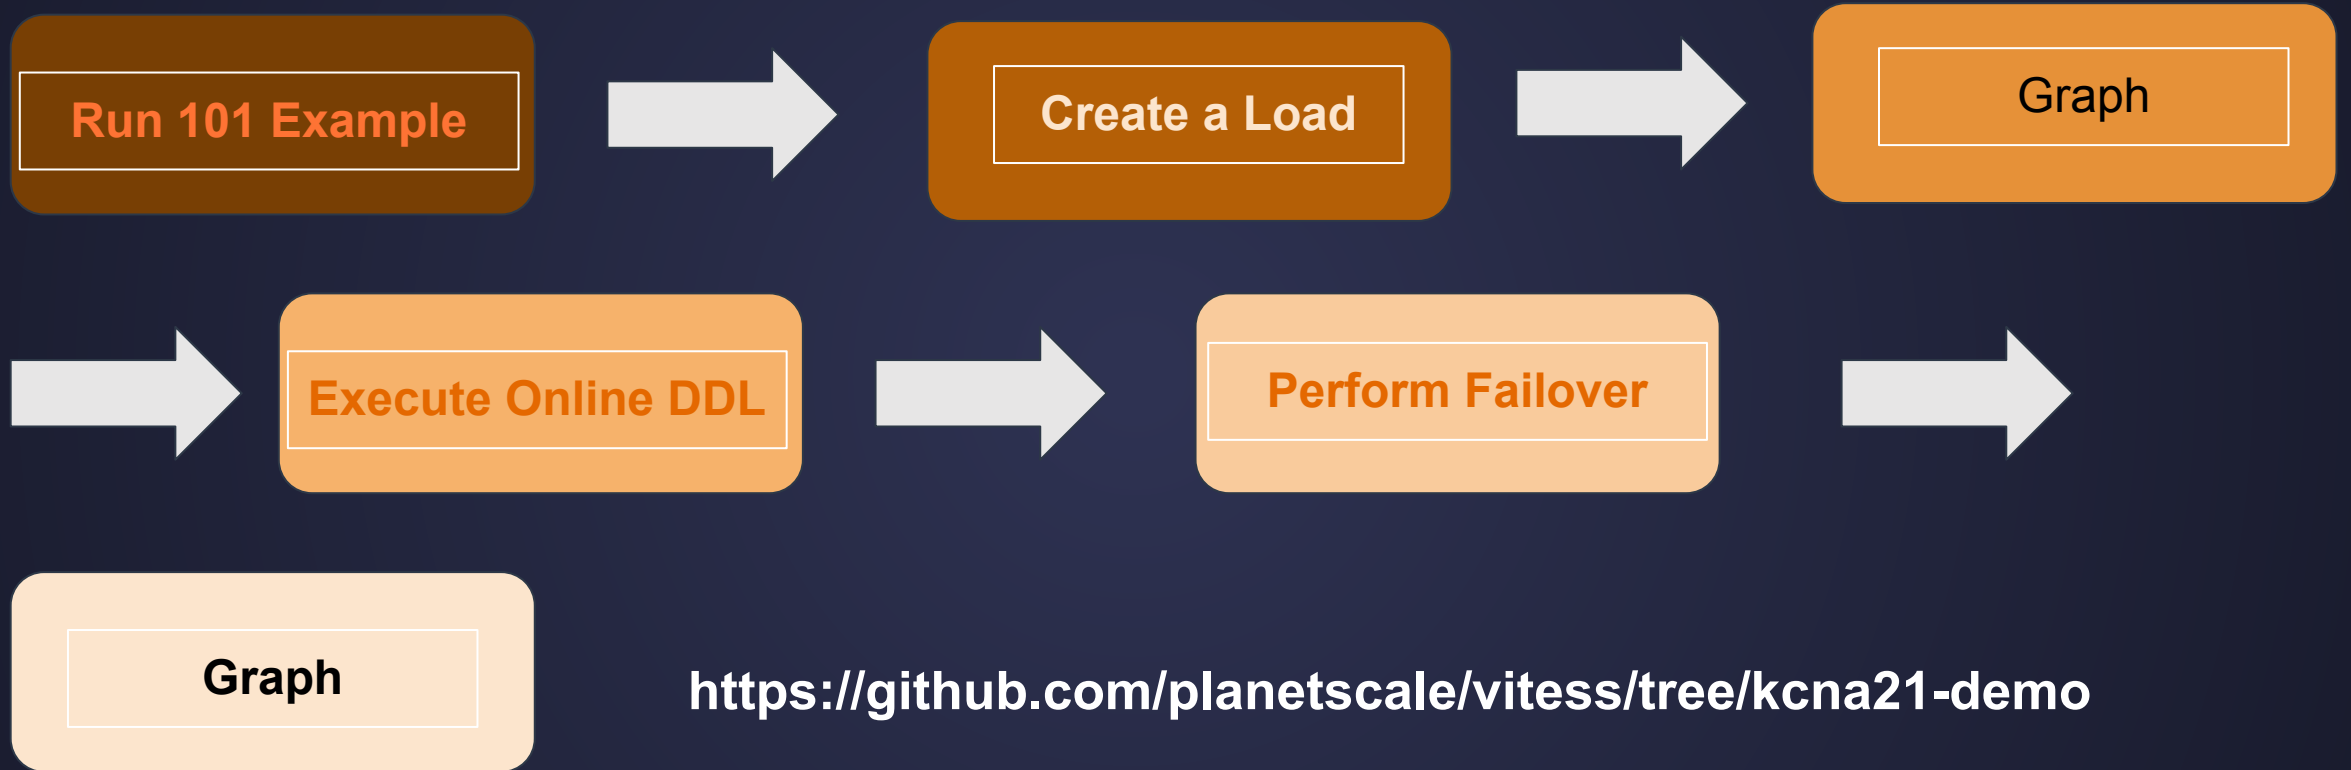 Run 101 Example
Create a Load
Graph
Execute Online DDL
Perform Failover
Graph
https://github.com/planetscale/vitess/tree/kcna21-demo